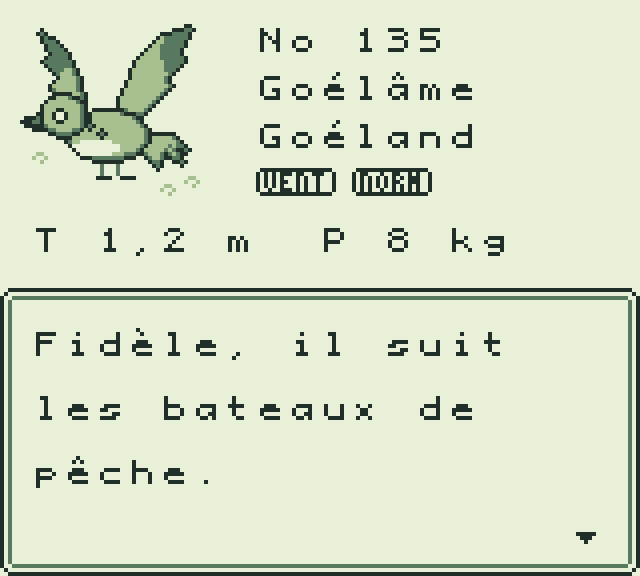 No 135
Goélâme
Goéland
VENT NORM
T 1,2 m P 8 kg
Fidèle, il suit
les bateaux de
pêche.